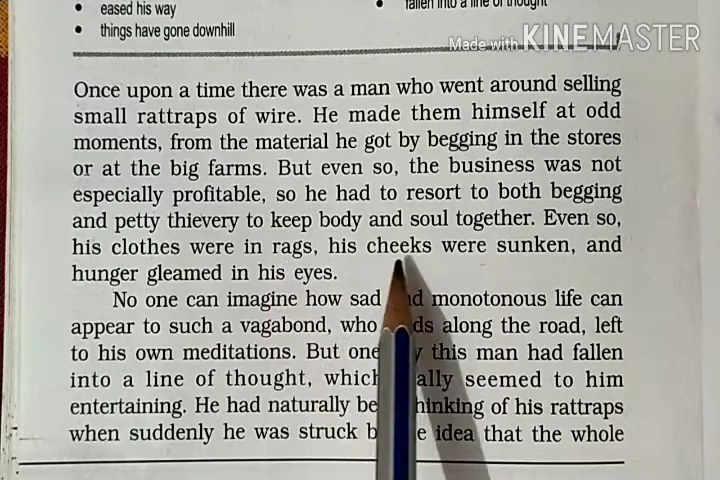 eased his way
fallen into a line of thought
things have gone downhill
Made with KINEMASTER
Once upon a time there was a man who went around selling
small rattraps of wire. He made them himself at odd
moments, from the material he got by begging in the stores
or at the big farms. But even so, the business was not
especially profitable, so he had to resort to both begging
and petty thievery to keep body and soul together. Even so,
his clothes were in rags, his cheeks were sunken, and
hunger gleamed in his eyes.
No one can imagine how sad monotonous life can
appear to such a vagabond, who along the road, left
to his own meditations. But one this man had fallen
into a line of thought, which seemed to him
entertaining. He had naturally of his rattraps
when suddenly he was struck idea that the whole